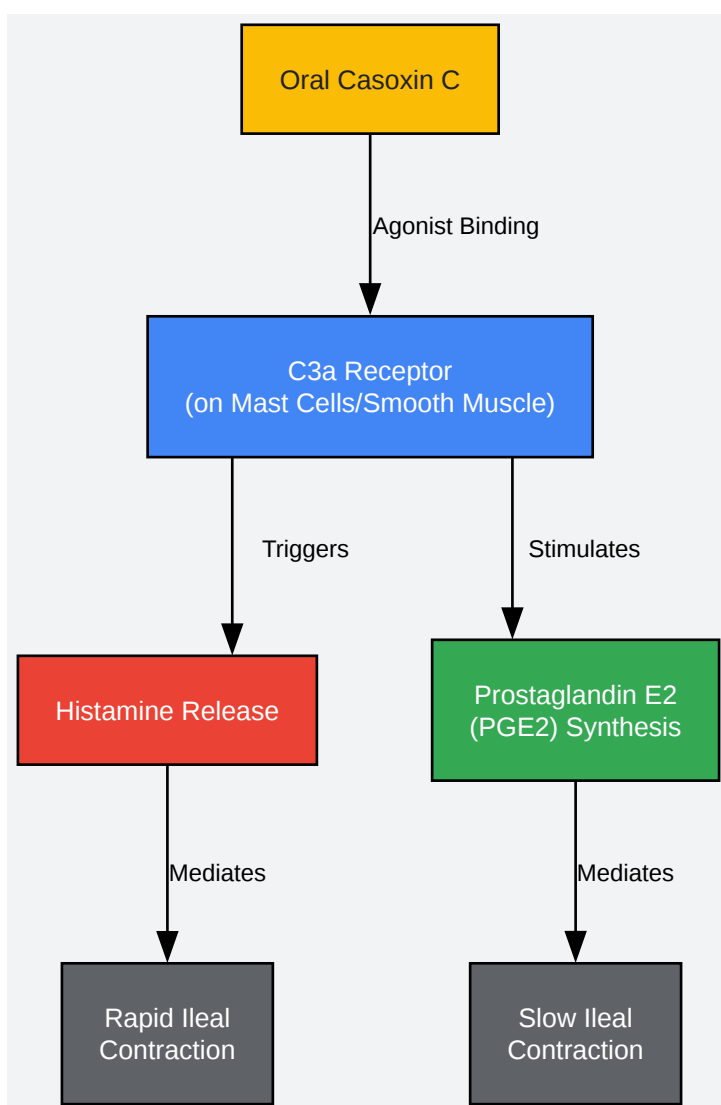 Oral Casoxin C
Agonist Binding
C3a Receptor
(on Mast Cells/Smooth Muscle)
Triggers
Stimulates
Histamine Release
Prostaglandin E2
(PGE2) Synthesis
Mediates
Mediates
Rapid Ileal
Contraction
Slow Ileal
Contraction